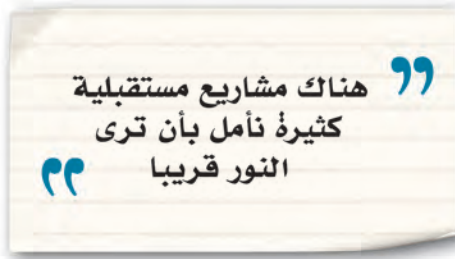 هناك مشاريع مستقبلية
كثيرة نأمل بأن ترى
النور قريبا